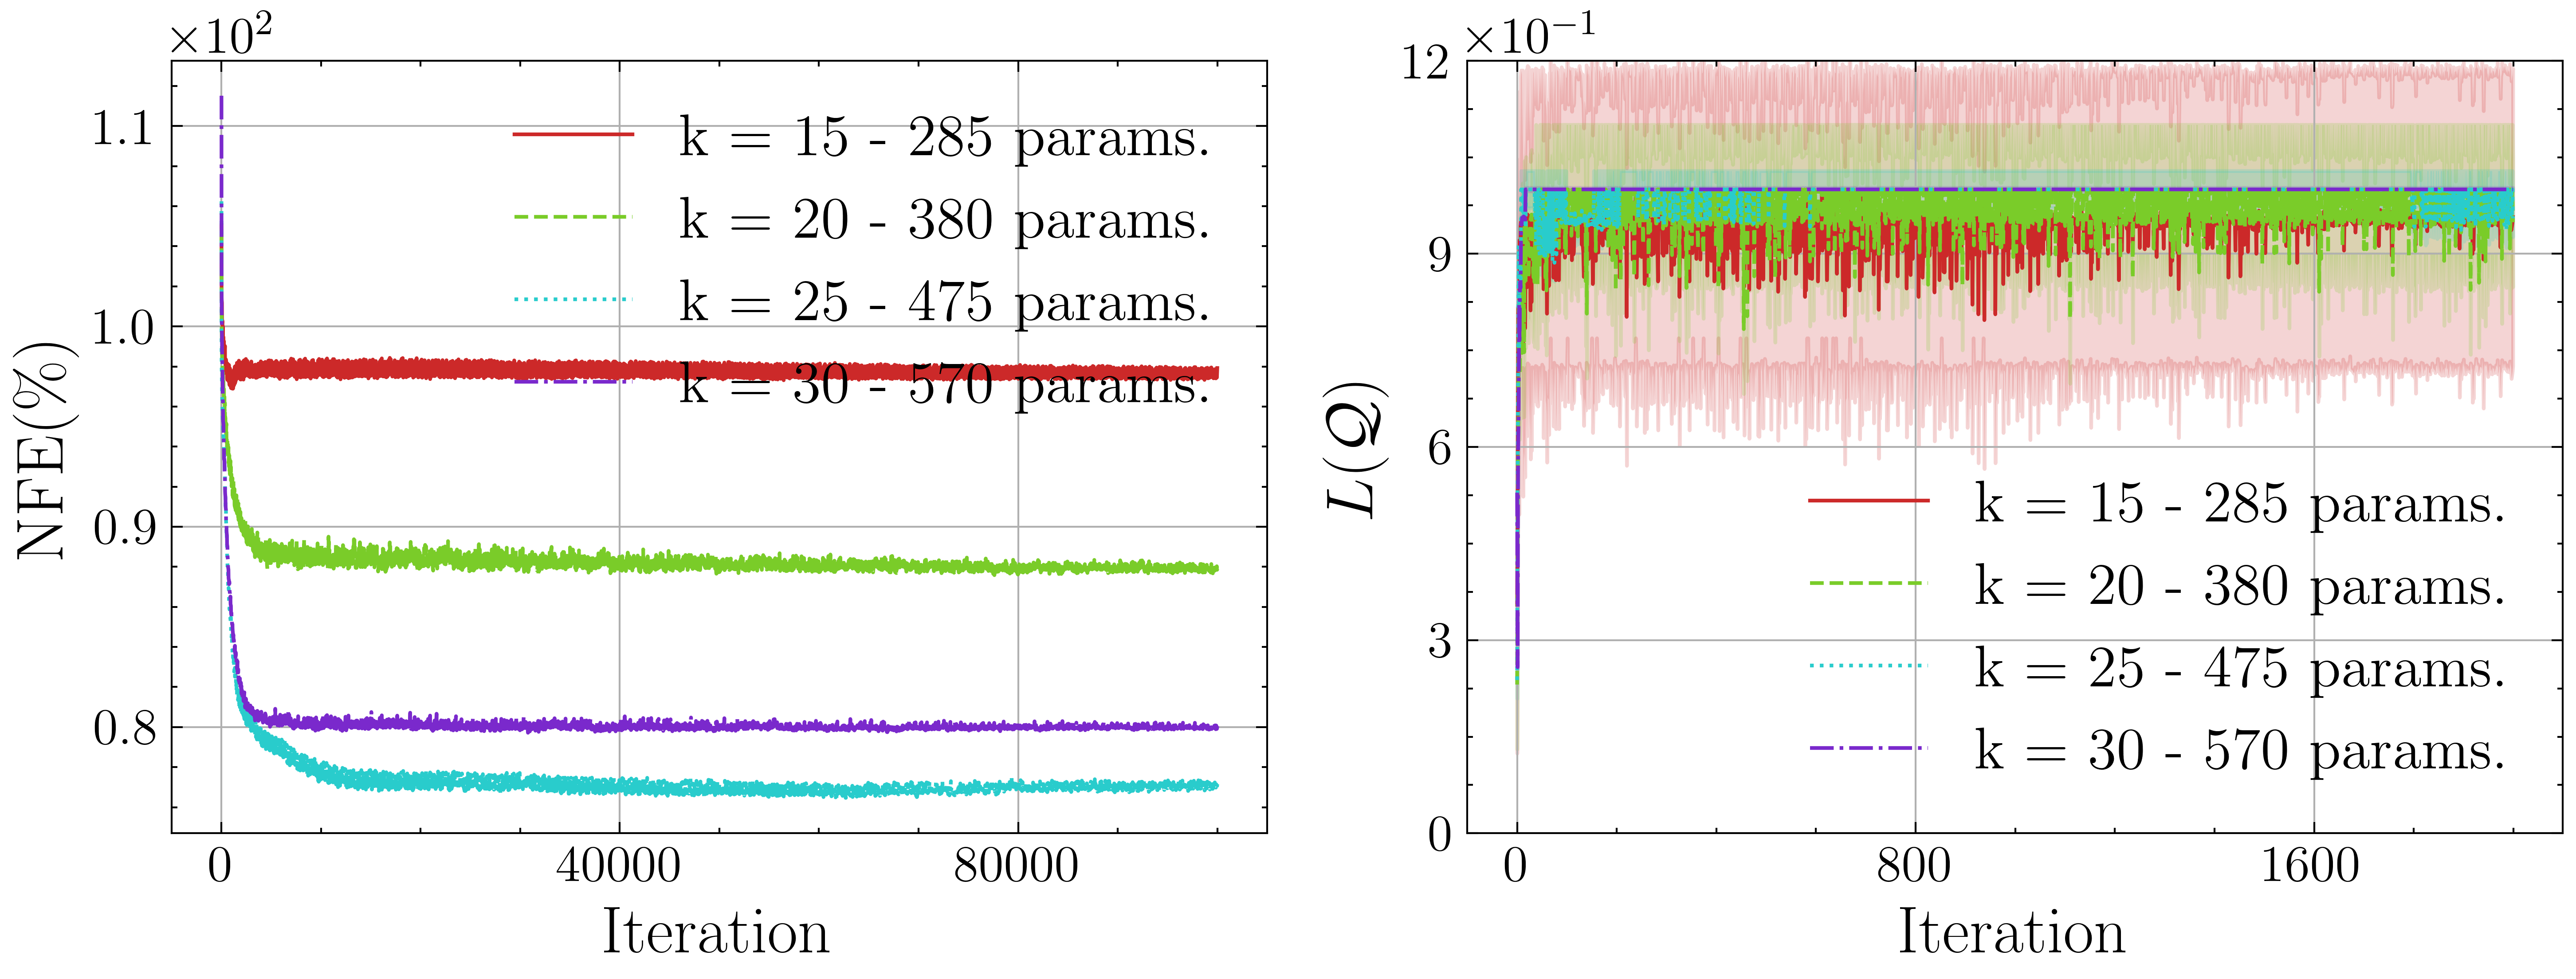 ×10²
1.1
1.0
0.9
0.8
NFE(%)
0
40000
80000
Iteration
k = 15 - 285 params.
k = 20 - 380 params.
k = 25 - 475 params.
k = 30 - 570 params.
×10⁻¹
12
9
6
3
0
L(𝒬)
0
800
1600
Iteration
k = 15 - 285 params.
k = 20 - 380 params.
k = 25 - 475 params.
k = 30 - 570 params.